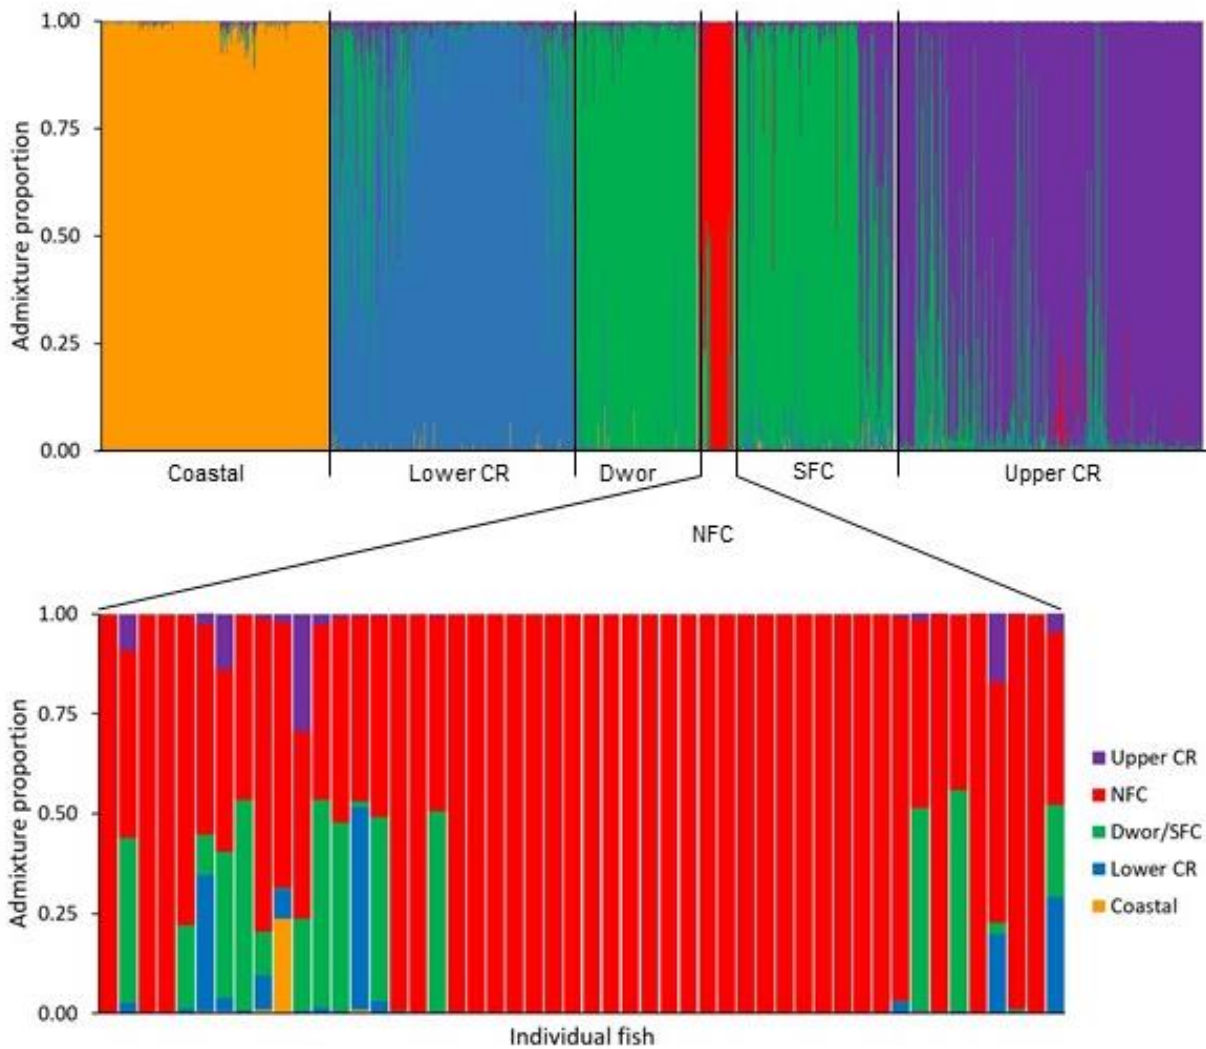 Admixture proportion
1.00
0.75
0.50
0.25
0.00
Coastal Lower CR Dwor SFC Upper CR
NFC
Admixture proportion
1.00
0.75
0.50
0.25
0.00
Individual fish
Upper CR
NFC
Dwor/SFC
Lower CR
Coastal